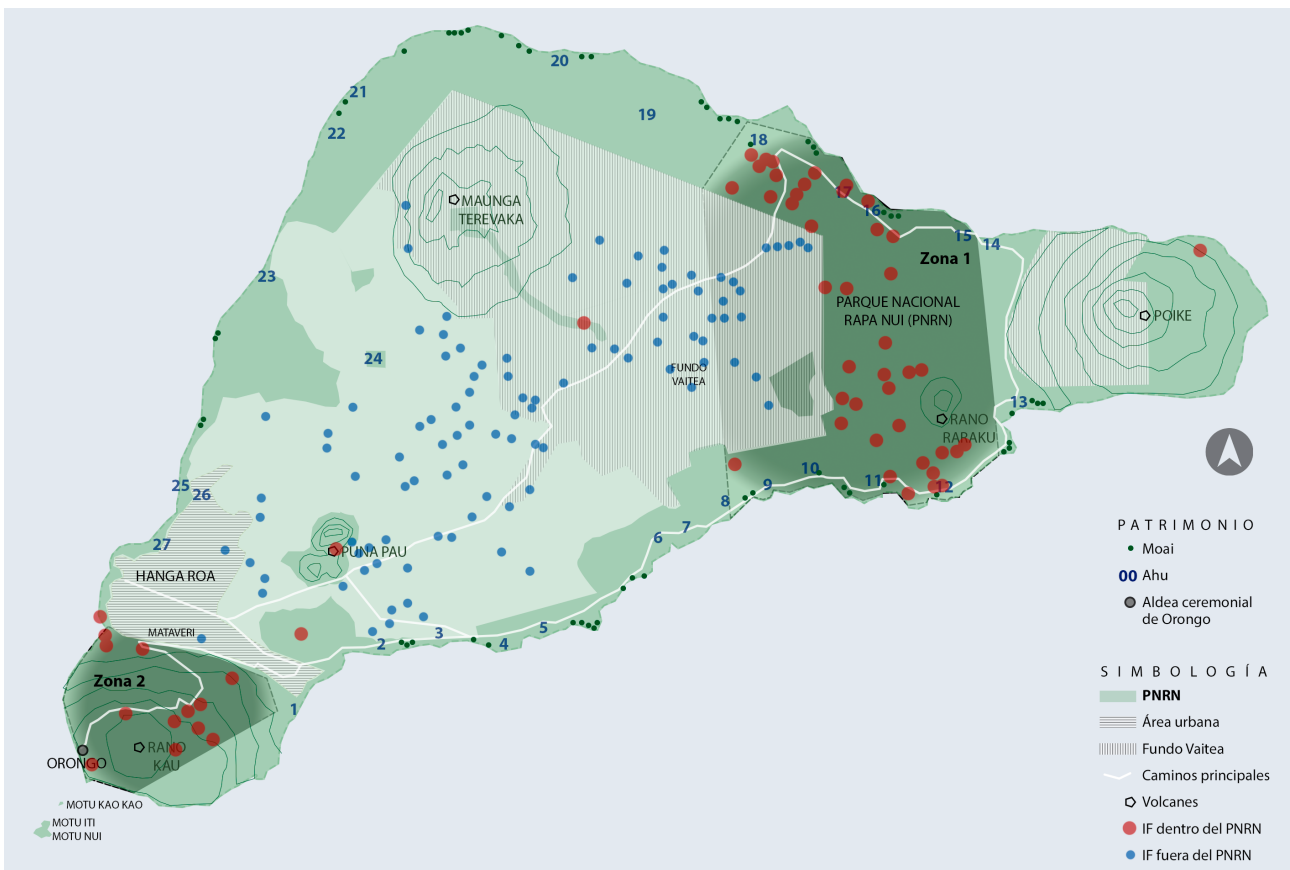 20
21
19
22
18
MAUNGA
TEREVAKA
17
16
15
14
23
Zona 1
PARQUE NACIONAL
RAPA NUI (PNRN)
POIKE
24
FUNDO
VAITEA
13
RANO
RARAKU
25
26
10
11
12
9
8
7
6
27
PUNA PAU
HANGA ROA
MATAVERI
5
3
2
4
Zona 2
1
RANO
KAU
ORONGO
MOTU KAO KAO
MOTU ITI
MOTU NUI
PATRIMONIO
Moai
00 Ahu
Aldea ceremonial
de Orongo
SIMBOLOGÍA
PNRN
Área urbana
Fundo Vaitea
Caminos principales
Volcanes
IF dentro del PNRN
IF fuera del PNRN